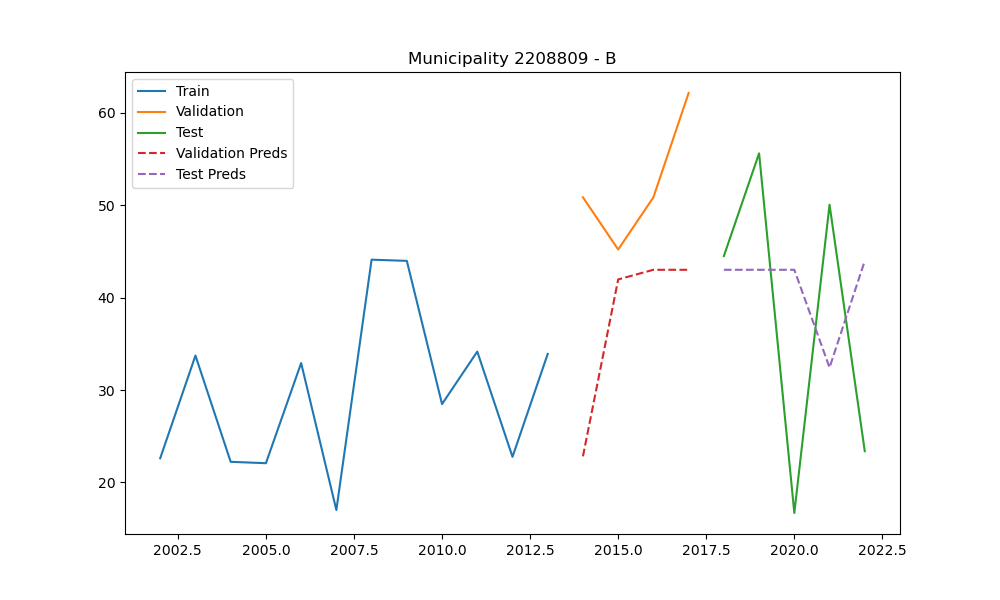 Municipality 2208809 - B
Train
Validation
Test
Validation Preds
Test Preds
60
50
40
30
20
2002.5 2005.0 2007.5 2010.0 2012.5 2015.0 2017.5 2020.0 2022.5